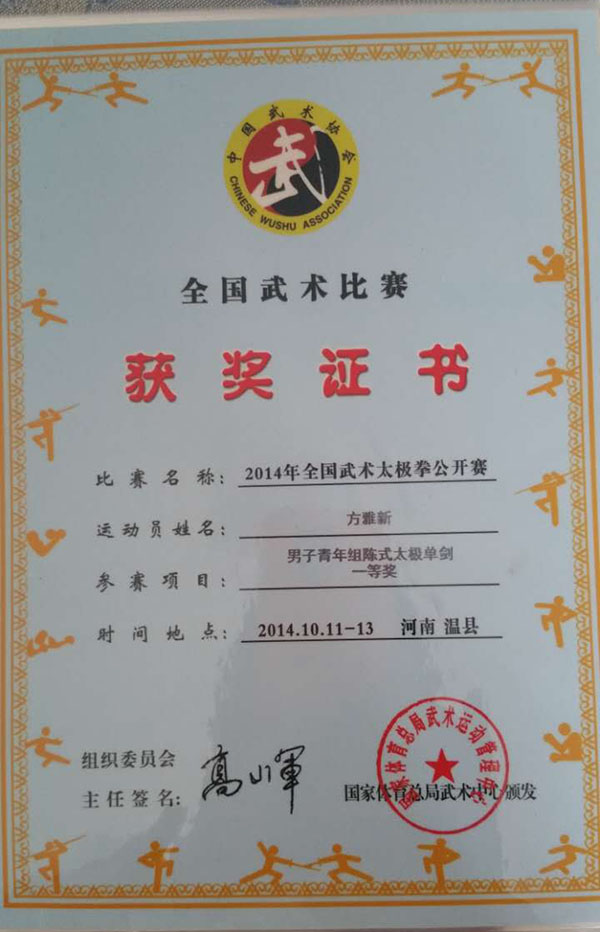 中国武术协会
武
CHINESE WUSHU ASSOCIATION
全国武术比赛
获奖证书
比赛名称： 2014年全国武术太极拳公开赛
运动员姓名： 方雅新
参赛项目： 男子青年组陈式太极单剑
一等奖
时间地点： 2014.10.11-13 河南 温县
组织委员会
主任签名：
国家体育总局武术中心 颁发
国家体育总局武术运动管理中心